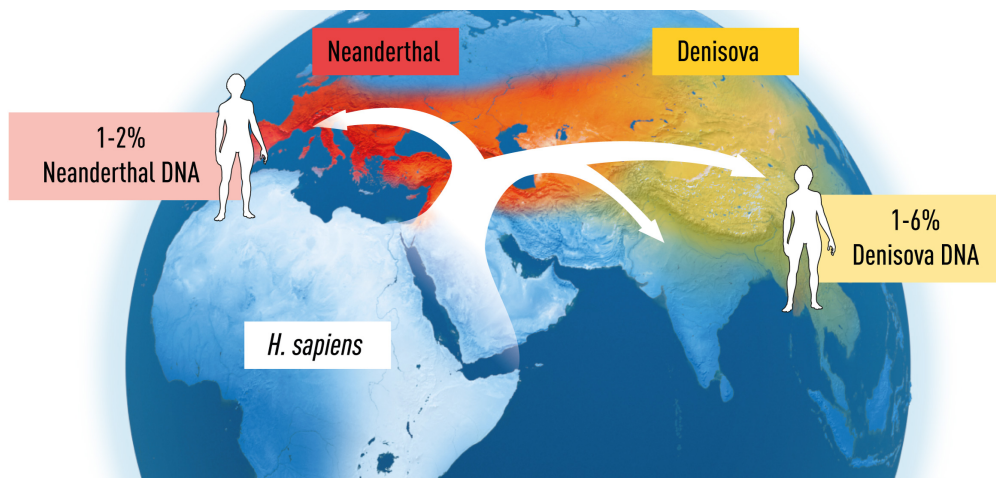 Neanderthal
Denisova
1-2%
Neanderthal DNA
1-6%
Denisova DNA
H. sapiens